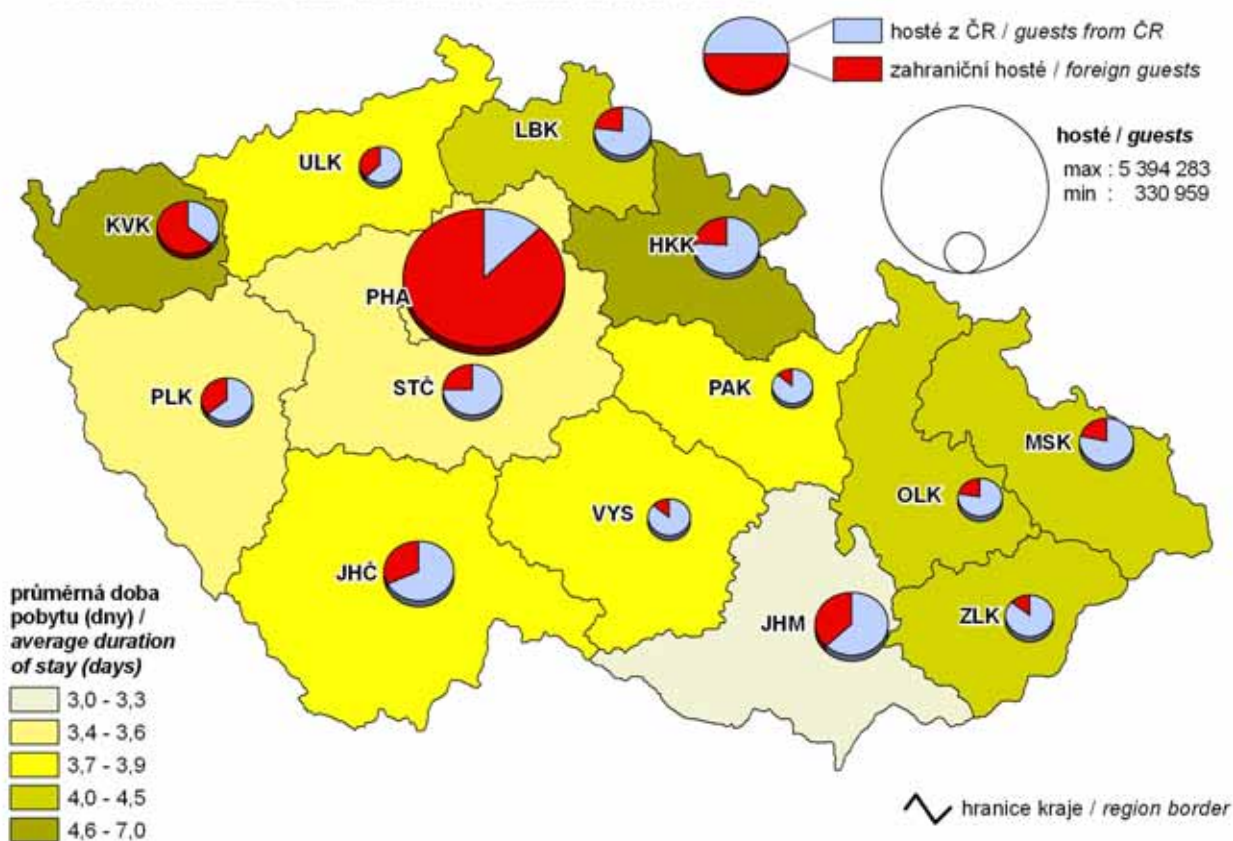 hosté z ČR / guests from ČR
zahraniční hosté / foreign guests
hosté / guests
max : 5 394 283
min : 330 959
LBK
ULK
KVK
HKK
PHA
PLK
STČ
PAK
MSK
OLK
VYS
JHČ
JHM
ZLK
průměrná doba
pobytu (dny) /
average duration
of stay (days)
3,0 - 3,3
3,4 - 3,6
3,7 - 3,9
4,0 - 4,5
4,6 - 7,0
hranice kraje / region border